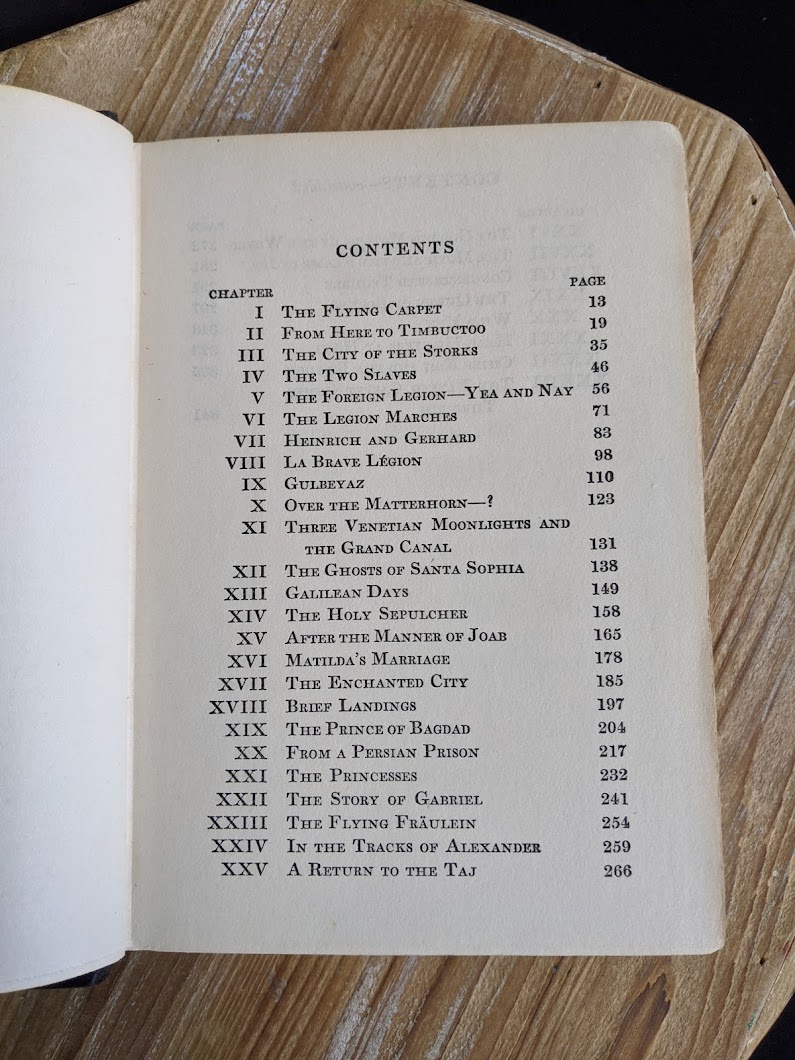 CONTENTS
CHAPTER PAGE
I THE FLYING CARPET 13
II FROM HERE TO TIMBUCTOO 19
III THE CITY OF THE STORKS 35
IV THE TWO SLAVES 46
V THE FOREIGN LEGION—YEA AND NAY 56
VI THE LEGION MARCHES 71
VII HEINRICH AND GERHARD 83
VIII LA BRAVE LÉGION 98
IX GULBEYAZ 110
X OVER THE MATTERHORN—? 123
XI THREE VENETIAN MOONLIGHTS AND
THE GRAND CANAL 131
XII THE GHOSTS OF SANTA SOPHIA 138
XIII GALILEAN DAYS 149
XIV THE HOLY SEPULCHER 158
XV AFTER THE MANNER OF JOAB 165
XVI MATILDA'S MARRIAGE 178
XVII THE ENCHANTED CITY 185
XVIII BRIEF LANDINGS 197
XIX THE PRINCE OF BAGDAD 204
XX FROM A PERSIAN PRISON 217
XXI THE PRINCESSES 232
XXII THE STORY OF GABRIEL 241
XXIII THE FLYING FRÄULEIN 254
XXIV IN THE TRACKS OF ALEXANDER 259
XXV A RETURN TO THE TAJ 266